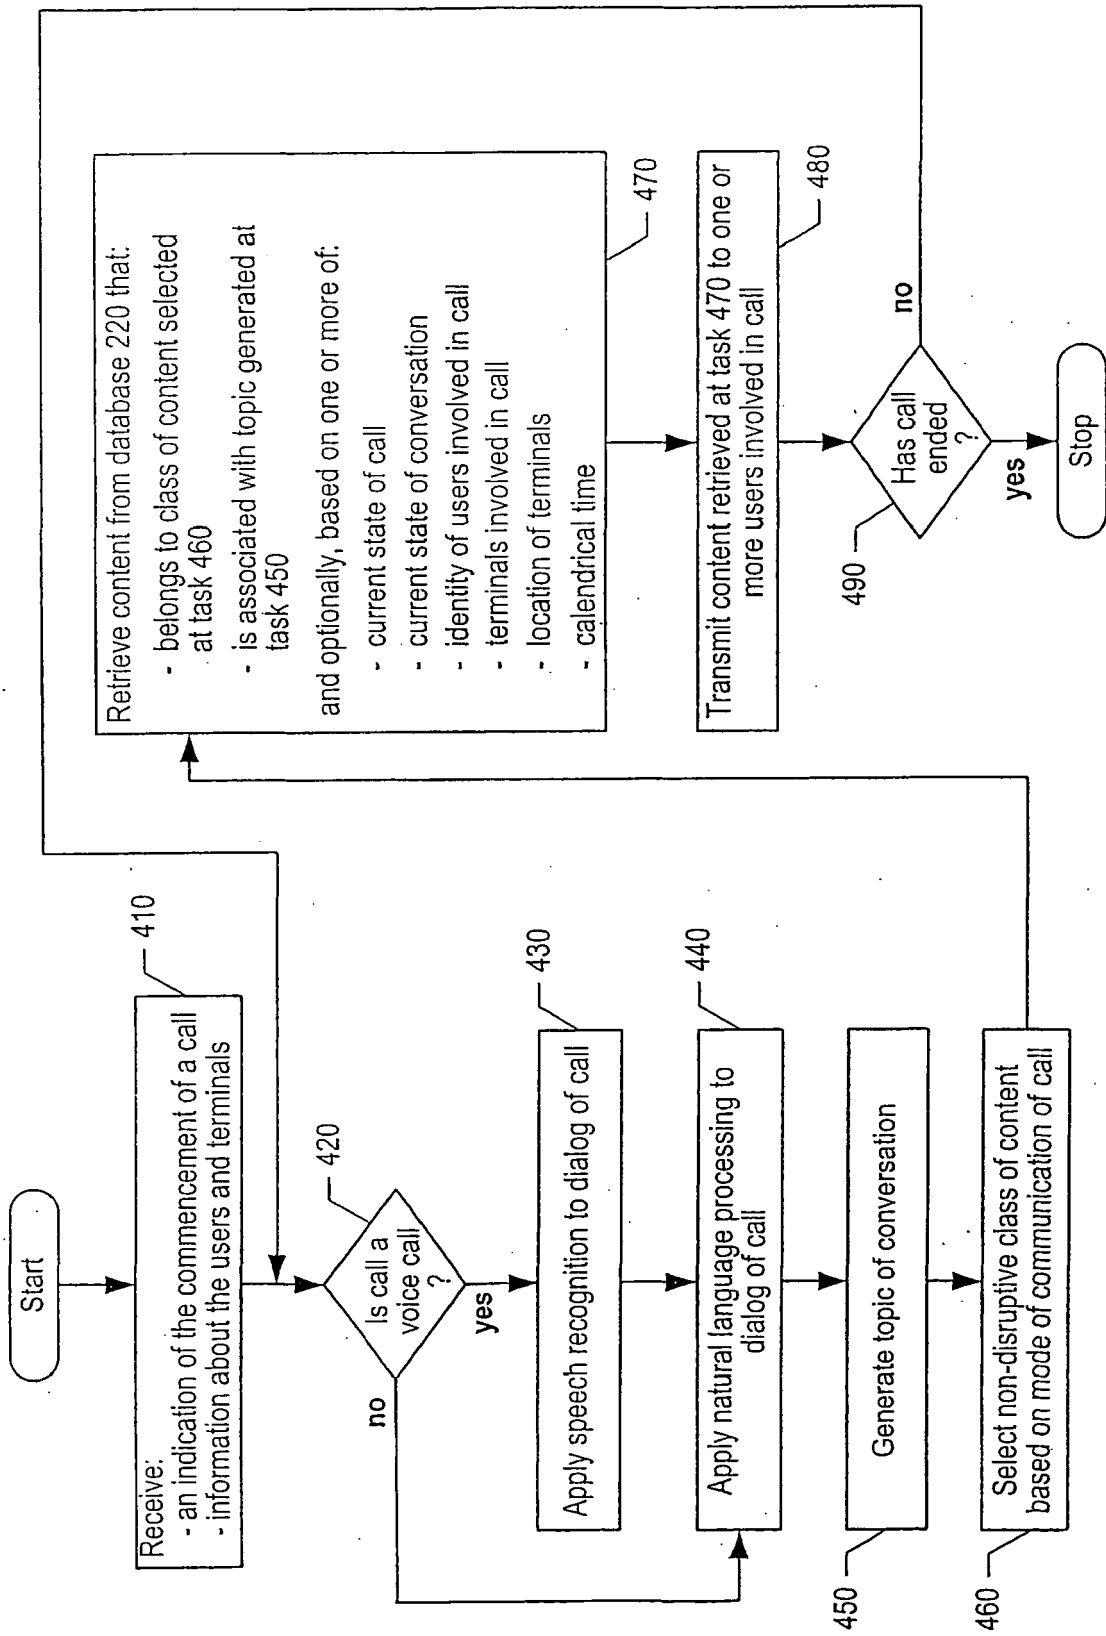 Start
Receive:
- an indication of the commencement of a call
- information about the users and terminals
410
Is call a
voice call
?
420
no
yes
Apply speech recognition to dialog of call
430
Apply natural language processing to
dialog of call
440
Generate topic of conversation
450
Select non-disruptive class of content
based on mode of communication of call
460
Retrieve content from database 220 that:
- belongs to class of content selected
at task 460
- is associated with topic generated at
task 450
and optionally, based on one or more of:
- current state of call
- current state of conversation
- identity of users involved in call
- terminals involved in call
- location of terminals
- calendrical time
470
Transmit content retrieved at task 470 to one or
more users involved in call
480
Has call
ended
?
490
no
yes
Stop